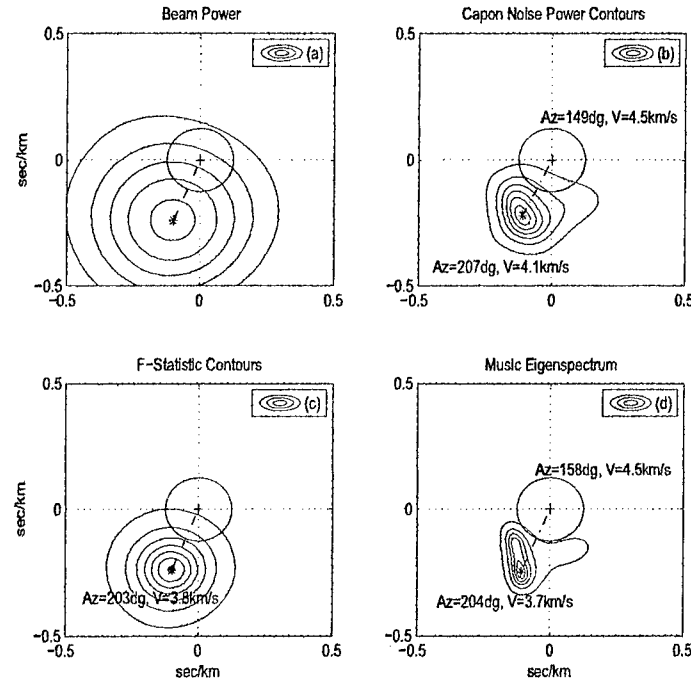 Beam Power
Capon Noise Power Contours
0.5
(a)
0.5
(b)
Az=149dg, V=4.5km/s
sec/km
0
0
Az=207dg, V=4.1km/s
-0.5
-0.5
-0.5
0
0.5
-0.5
0
0.5
F-Statistic Contours
Music Eigenspectrum
0.5
(c)
0.5
(d)
Az=158dg, V=4.5km/s
sec/km
0
0
Az=203dg, V=3.8km/s
Az=204dg, V=3.7km/s
-0.5
-0.5
-0.5
0
0.5
-0.5
0
0.5
sec/km
sec/km